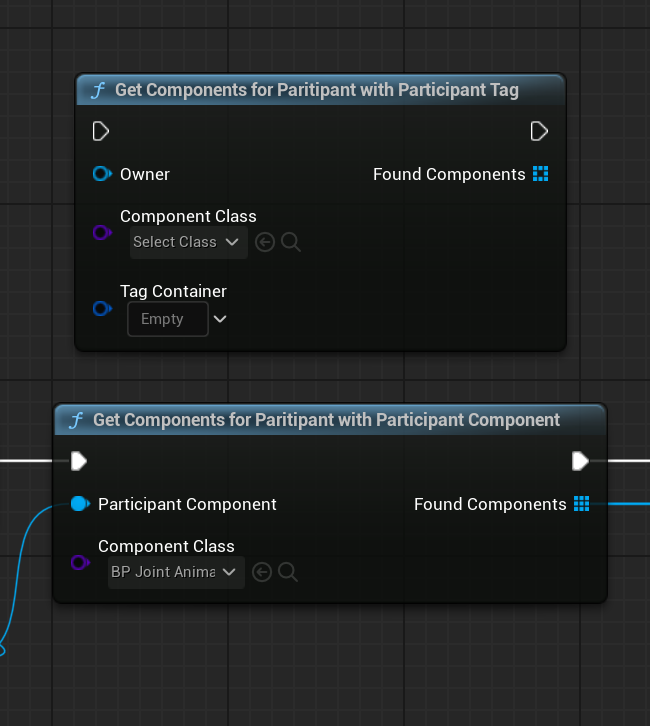 f Get Components for Paritipant with Participant Tag
Owner
Found Components
Component Class
Select Class
Tag Container
Empty
f Get Components for Paritipant with Participant Component
Participant Component
Found Components
Component Class
BP Joint Anima